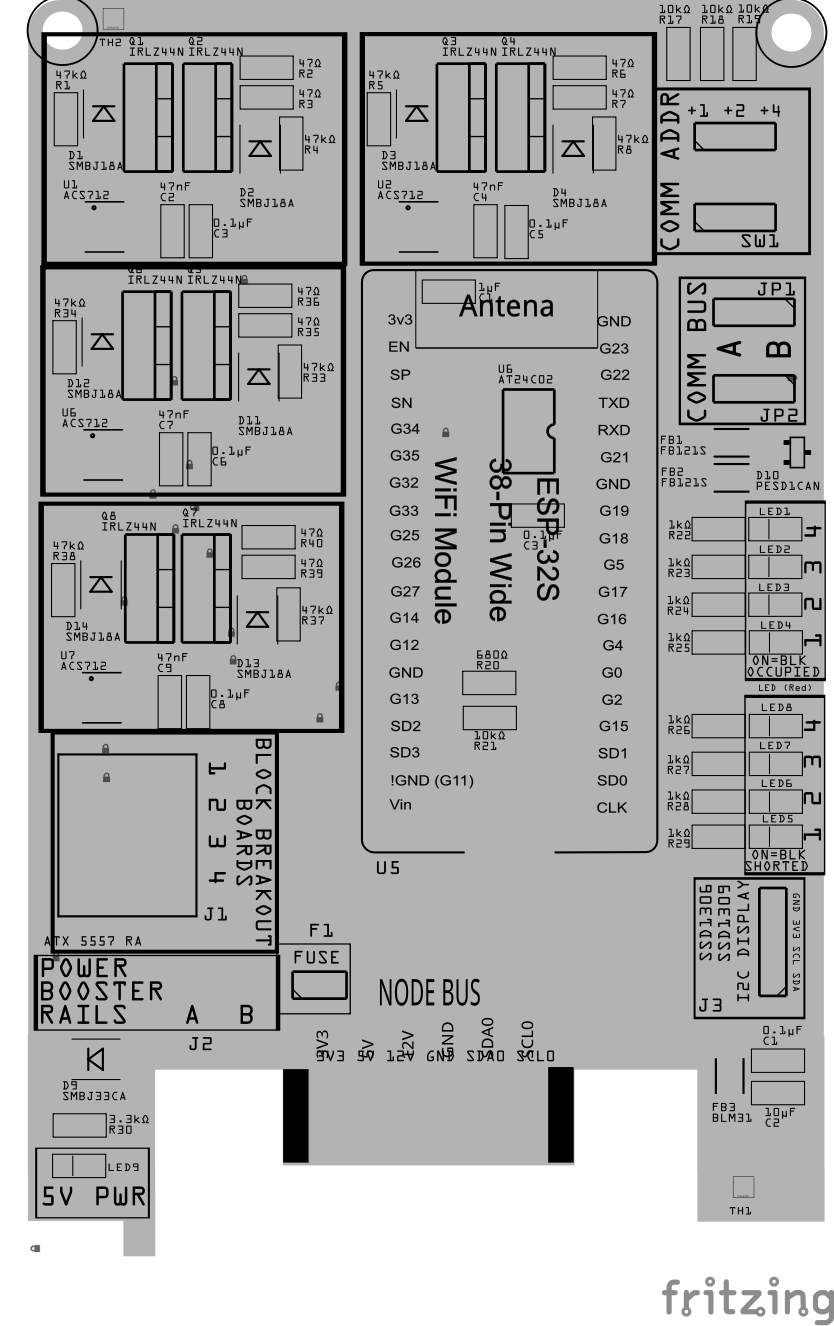 TH2
10kΩ
R17
10kΩ
R18
10kΩ
R19
Q1
IRLZ44N
Q2
IRLZ44N
47kΩ
R1
47Ω
R2
47Ω
R3
47kΩ
R4
D1
SMBJ18A
U1
ACS712
47nF
C2
0.1µF
C3
D2
SMBJ18A
Q3
IRLZ44N
Q4
IRLZ44N
47kΩ
R5
47Ω
R6
47Ω
R7
47kΩ
R8
D3
SMBJ18A
U2
ACS712
47nF
C4
0.1µF
C5
D4
SMBJ18A
COMM ADDR
+1 +2 +4
SW1
IRLZ44N
IRLZ44N
47kΩ
R34
47Ω
R36
47Ω
R35
47kΩ
R33
D12
SMBJ18A
U6
ACS712
47nF
C7
0.1µF
C6
D11
SMBJ18A
COMM BUS
JP1
A
B
JP2
FB1
FB121S
FB2
FB121S
D10
PESD1CAN
Q8
IRLZ44N
Q7
IRLZ44N
47kΩ
R38
47Ω
R40
47Ω
R39
47kΩ
R37
D14
SMBJ18A
U7
ACS712
47nF
C9
0.1µF
C8
D13
SMBJ18A
1µF
Antena
3v3
EN
SP
SN
G34
G35
G32
G33
G25
G26
G27
G14
G12
GND
G13
SD2
SD3
!GND (G11)
Vin
GND
G23
G22
TXD
RXD
G21
GND
G19
G18
G5
G17
G16
G4
G0
G2
G15
SD1
SD0
CLK
U6
AT24C02
ESP-32S
38-Pin Wide
WiFi Module
0.1µF
680Ω
R20
10kΩ
R21
U5
LED1
1kΩ
R22
4
LED2
1kΩ
R23
3
LED3
1kΩ
R24
2
LED4
1kΩ
R25
1
ON=BLK
OCCUPIED
LED (Red)
LED8
1kΩ
R26
4
LED7
1kΩ
R27
3
LED6
1kΩ
R28
2
LED5
1kΩ
R29
1
ON=BLK
SHORTED
BLOCK BREAKOUT
BOARDS
1
2
3
4
J1
ATX 5557 RA
POWER
BOOSTER
RAILS A B
J2
F1
FUSE
NODE BUS
3V3 5V 12V GND SDA0 SCL0
3V3 5V 12V GND SDA0 SCL0
SSD1306
SSD1309
I2C DISPLAY
GND 3V3 SCL SDA
J3
0.1µF
C1
10µF
C2
FB3
BLM31
TH1
D9
SMBJ33CA
3.3kΩ
R30
LED9
5V PWR
fritzing